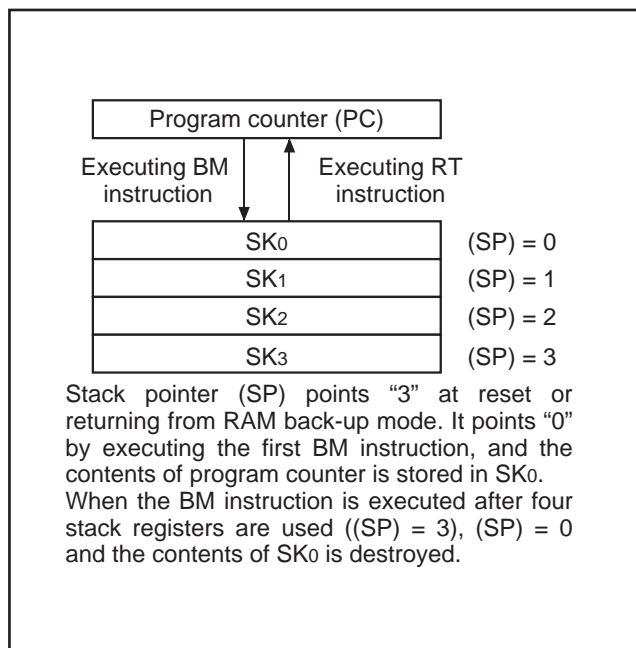 Program counter (PC)
Executing BM instruction
Executing RT instruction
SK0 (SP) = 0
SK1 (SP) = 1
SK2 (SP) = 2
SK3 (SP) = 3
Stack pointer (SP) points “3” at reset or
returning from RAM back-up mode. It points “0”
by executing the first BM instruction, and the
contents of program counter is stored in SK0.
When the BM instruction is executed after four
stack registers are used ((SP) = 3), (SP) = 0
and the contents of SK0 is destroyed.